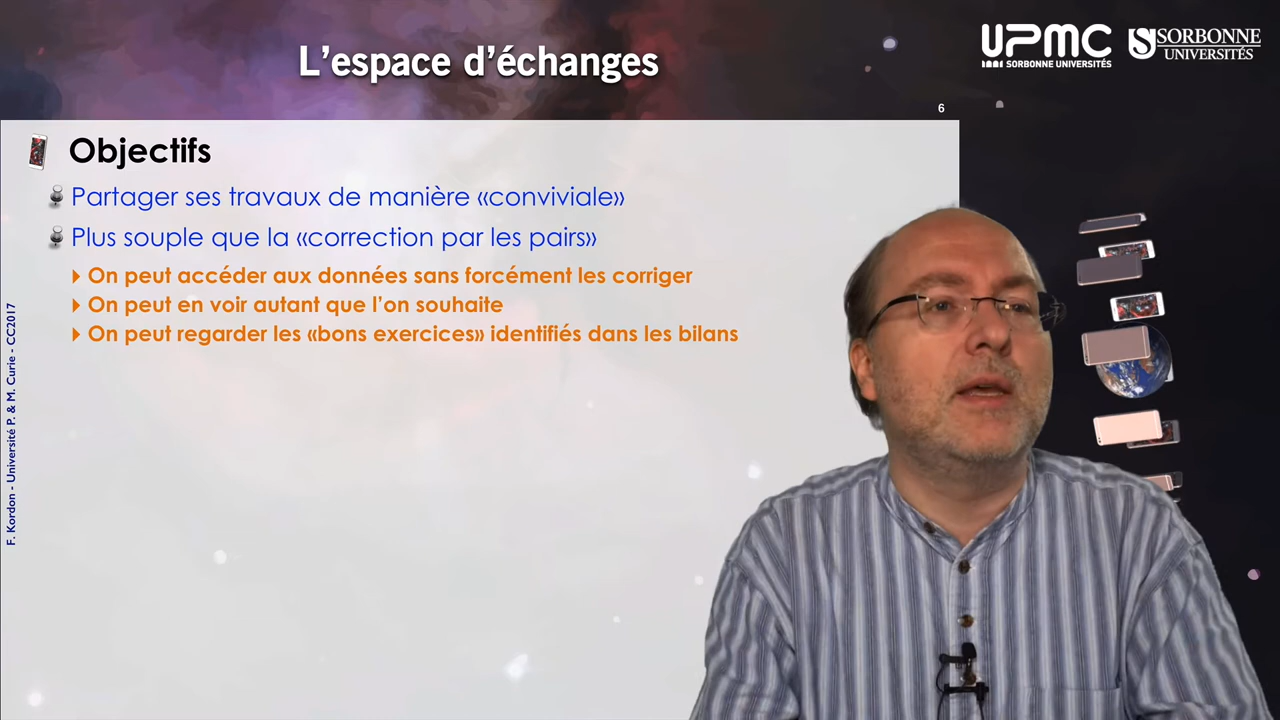 L'espace d'échanges
UPMC
SORBONNE UNIVERSITÉS
SORBONNE
UNIVERSITÉS
6
Objectifs
Partager ses travaux de manière «conviviale»
Plus souple que la «correction par les pairs»
On peut accéder aux données sans forcément les corriger
On peut en voir autant que l'on souhaite
On peut regarder les «bons exercices» identifiés dans les bilans
F. Kordon - Université P. & M. Curie - CC2017